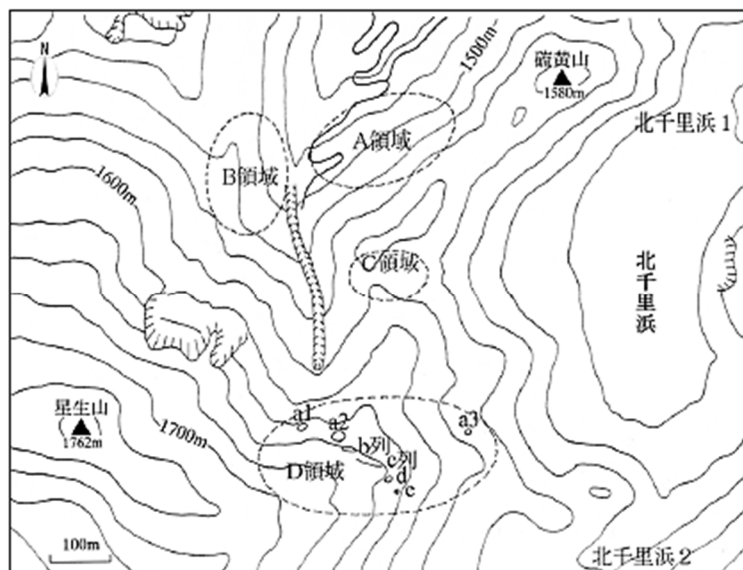 N
1500m
硫黄山
1580m
北千里浜1
A領域
B領域
1600m
C領域
北千里浜
星生山
1762m
1700m
a1
a2
a3
b列
c列
D領域
d
e
100m
北千里浜2